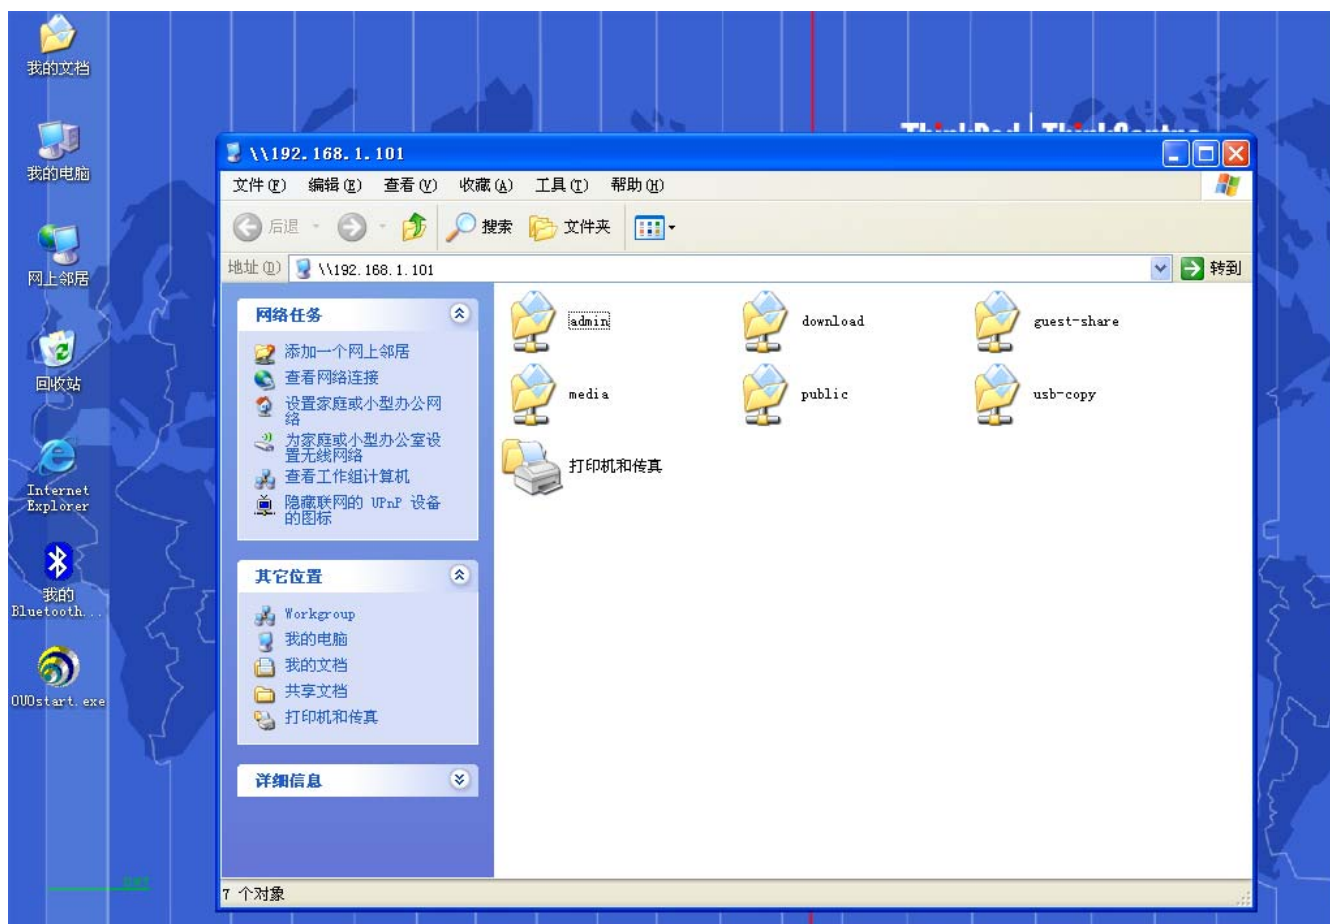 我的文档
我的电脑
网上邻居
回收站
Internet
Explorer
我的
Bluetooth...
OVOstart.exe
\\192.168.1.101
文件(F) 编辑(E) 查看(V) 收藏(A) 工具(T) 帮助(H)
后退 搜索 文件夹
地址(D) \\192.168.1.101 转到
网络任务
添加一个网上邻居
查看网络连接
设置家庭或小型办公网
络
为家庭或小型办公室设
置无线网络
查看工作组计算机
隐藏联网的 UPnP 设备
的图标
其它位置
Workgroup
我的电脑
我的文档
共享文档
打印机和传真
详细信息
admin download guest-share
media public usb-copy
打印机和传真
7 个对象